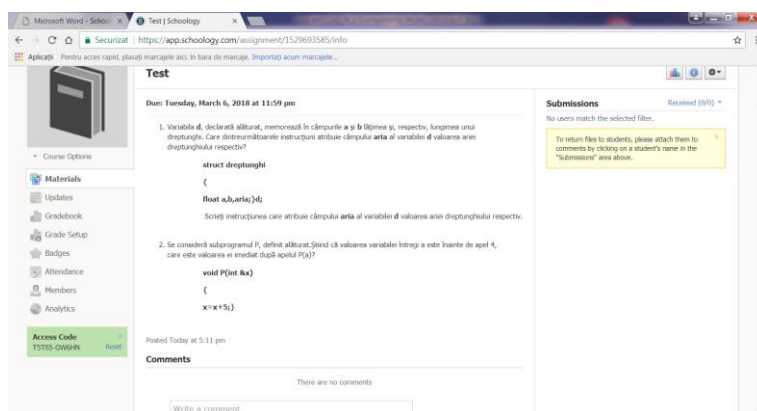 Microsoft Word - School
Test | Schoology
Securizat | https://app.schoology.com/assignment/1529693585/info
Aplicații Pentru acces rapid, plasați marcajele aici, în bara de marcaje. Importați acum marcajele...
Test
Due: Tuesday, March 6, 2018 at 11:59 pm
1. Variabila d, declarată alăturat, memorează în câmpurile a și b lățimea și, respectiv, lungimea unui
dreptunghi. Care dintreurmătoarele instrucțiuni atribuie câmpului aria al variabilei d valoarea ariei
dreptunghiului respectiv?
struct dreptunghi
{
float a,b,aria;}d;
Scrieți instrucțiunea care atribuie câmpului aria al variabilei d valoarea ariei dreptunghiului respectiv.
2. Se consideră subprogramul P, definit alăturat.Știind că valoarea variabilei întregi a este înainte de apel 4,
care este valoarea ei imediat după apelul P(a)?
void P(int &x)
{
x=x+5;}
Posted Today at 5:11 pm
Comments
There are no comments
Write a comment
Course Options
Materials
Updates
Gradebook
Grade Setup
Badges
Attendance
Members
Analytics
Access Code
Reset
Submissions
Received (0/0)
No users match the selected filter.
To return files to students, please attach them to
comments by clicking on a student's name in the
"Submissions" area above.